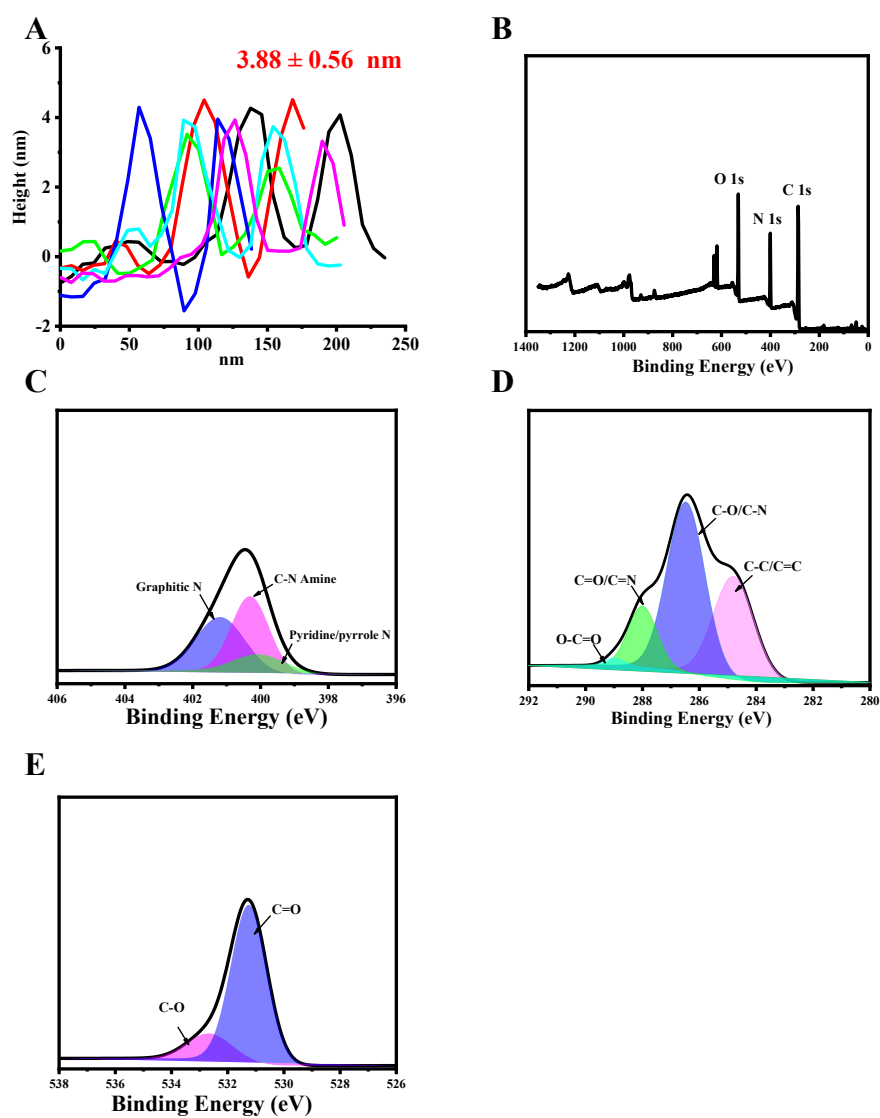 A
3.88 ± 0.56 nm
Height (nm)
6
4
2
0
-2
0 50 100 150 200 250
nm
B
O 1s
C 1s
N 1s
1400 1200 1000 800 600 400 200 0
Binding Energy (eV)
C
C-N Amine
Graphitic N
Pyridine/pyrrole N
406 404 402 400 398 396
Binding Energy (eV)
D
C-O/C-N
C-C/C=C
C=O/C=N
O-C=O
292 290 288 286 284 282 280
Binding Energy (eV)
E
C=O
C-O
538 536 534 532 530 528 526
Binding Energy (eV)